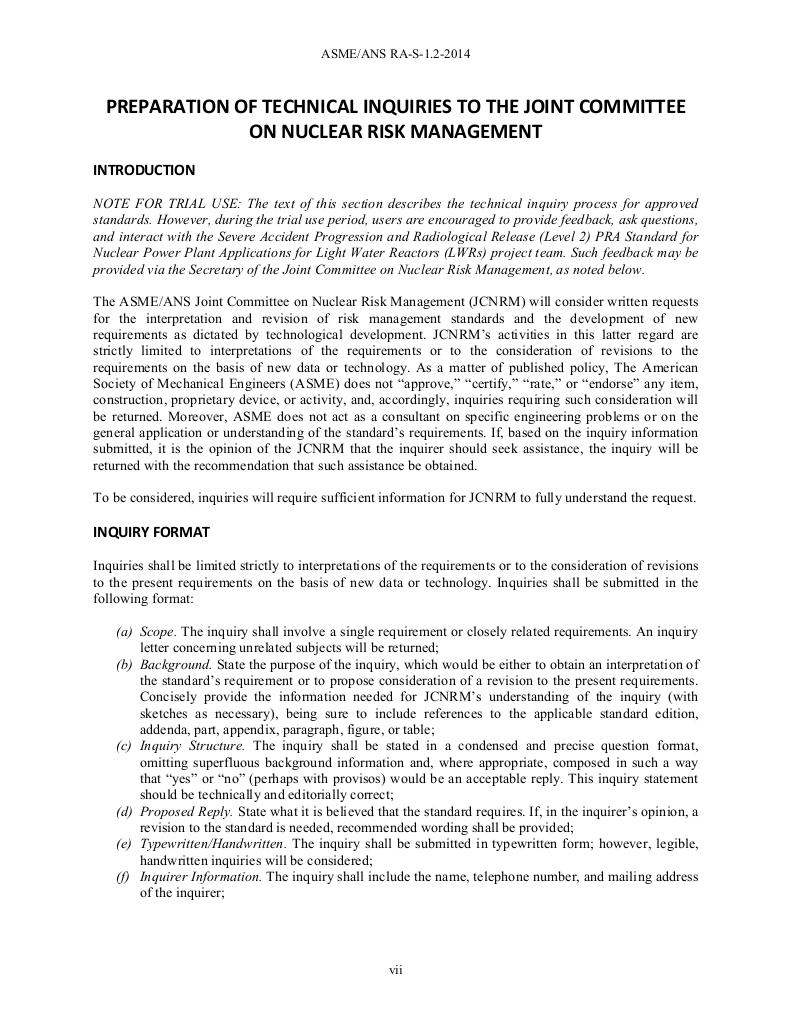 ASME/ANS RA-S-1.2-2014
PREPARATION OF TECHNICAL INQUIRIES TO THE JOINT COMMITTEE
ON NUCLEAR RISK MANAGEMENT
INTRODUCTION
NOTE FOR TRIAL USE: The text of this section describes the technical inquiry process for approved
standards. However, during the trial use period, users are encouraged to provide feedback, ask questions,
and interact with the Severe Accident Progression and Radiological Release (Level 2) PRA Standard for
Nuclear Power Plant Applications for Light Water Reactors (LWRs) project team. Such feedback may be
provided via the Secretary of the Joint Committee on Nuclear Risk Management, as noted below.
The ASME/ANS Joint Committee on Nuclear Risk Management (JCNRM) will consider written requests
for the interpretation and revision of risk management standards and the development of new
requirements as dictated by technological development. JCNRM’s activities in this latter regard are
strictly limited to interpretations of the requirements or to the consideration of revisions to the
requirements on the basis of new data or technology. As a matter of published policy, The American
Society of Mechanical Engineers (ASME) does not “approve,” “certify,” “rate,” or “endorse” any item,
construction, proprietary device, or activity, and, accordingly, inquiries requiring such consideration will
be returned. Moreover, ASME does not act as a consultant on specific engineering problems or on the
general application or understanding of the standard’s requirements. If, based on the inquiry information
submitted, it is the opinion of the JCNRM that the inquirer should seek assistance, the inquiry will be
returned with the recommendation that such assistance be obtained.
To be considered, inquiries will require sufficient information for JCNRM to fully understand the request.
INQUIRY FORMAT
Inquiries shall be limited strictly to interpretations of the requirements or to the consideration of revisions
to the present requirements on the basis of new data or technology. Inquiries shall be submitted in the
following format:
(a) Scope. The inquiry shall involve a single requirement or closely related requirements. An inquiry
letter concerning unrelated subjects will be returned;
(b) Background. State the purpose of the inquiry, which would be either to obtain an interpretation of
the standard’s requirement or to propose consideration of a revision to the present requirements.
Concisely provide the information needed for JCNRM’s understanding of the inquiry (with
sketches as necessary), being sure to include references to the applicable standard edition,
addenda, part, appendix, paragraph, figure, or table;
(c) Inquiry Structure. The inquiry shall be stated in a condensed and precise question format,
omitting superfluous background information and, where appropriate, composed in such a way
that “yes” or “no” (perhaps with provisos) would be an acceptable reply. This inquiry statement
should be technically and editorially correct;
(d) Proposed Reply. State what it is believed that the standard requires. If, in the inquirer’s opinion, a
revision to the standard is needed, recommended wording shall be provided;
(e) Typewritten/Handwritten. The inquiry shall be submitted in typewritten form; however, legible,
handwritten inquiries will be considered;
(f) Inquirer Information. The inquiry shall include the name, telephone number, and mailing address
of the inquirer;
vii